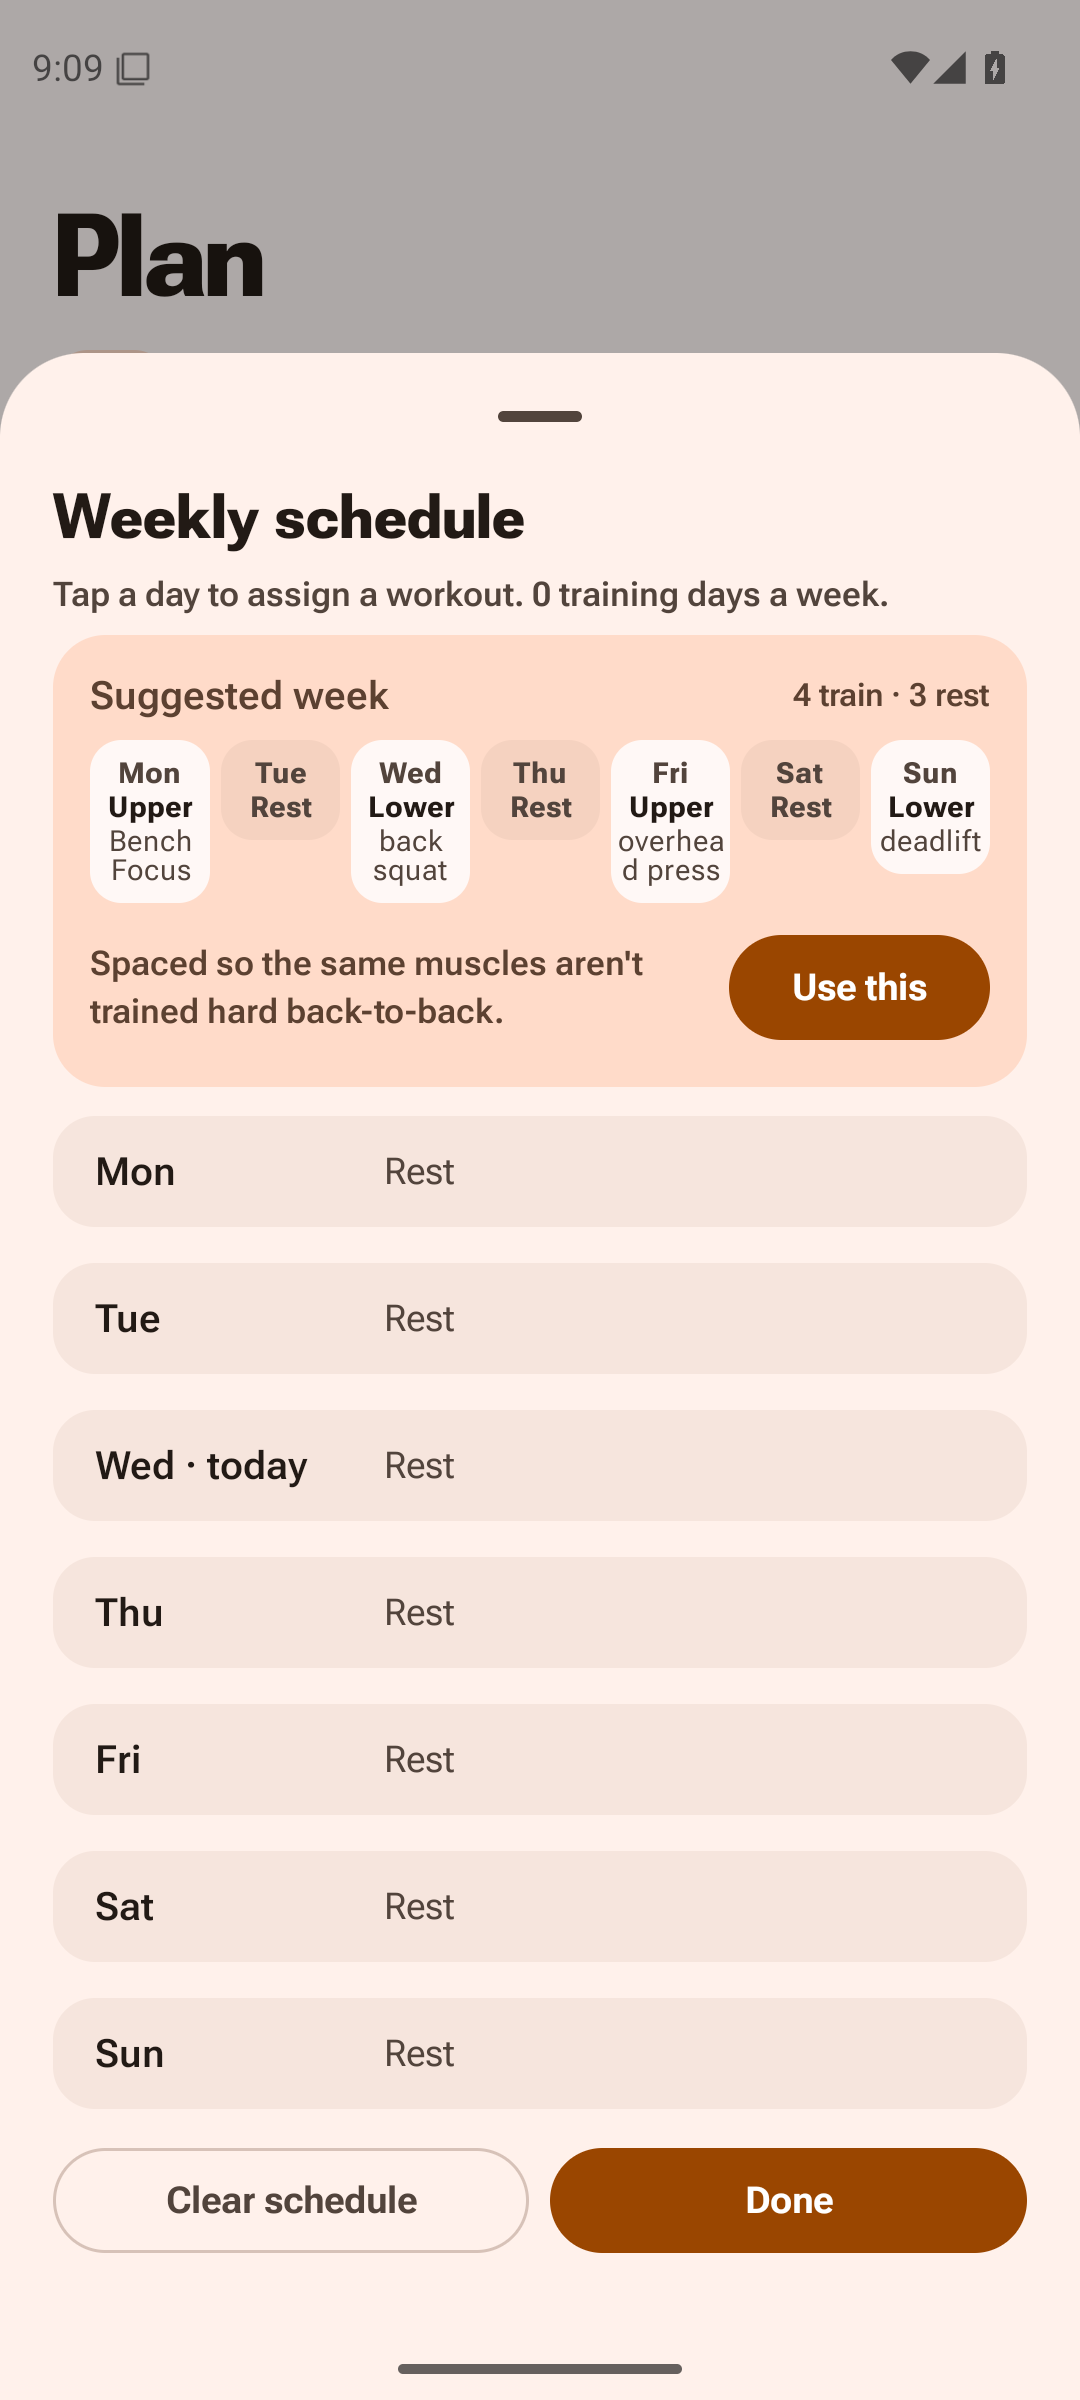 9:09
Plan
Weekly schedule
Tap a day to assign a workout. 0 training days a week.
Suggested week
4 train · 3 rest
Mon
Upper
Bench
Focus
Tue
Rest
Wed
Lower
back
squat
Thu
Rest
Fri
Upper
overhea
d press
Sat
Rest
Sun
Lower
deadlift
Spaced so the same muscles aren't
trained hard back-to-back.
Use this
Mon Rest
Tue Rest
Wed · today Rest
Thu Rest
Fri Rest
Sat Rest
Sun Rest
Clear schedule
Done